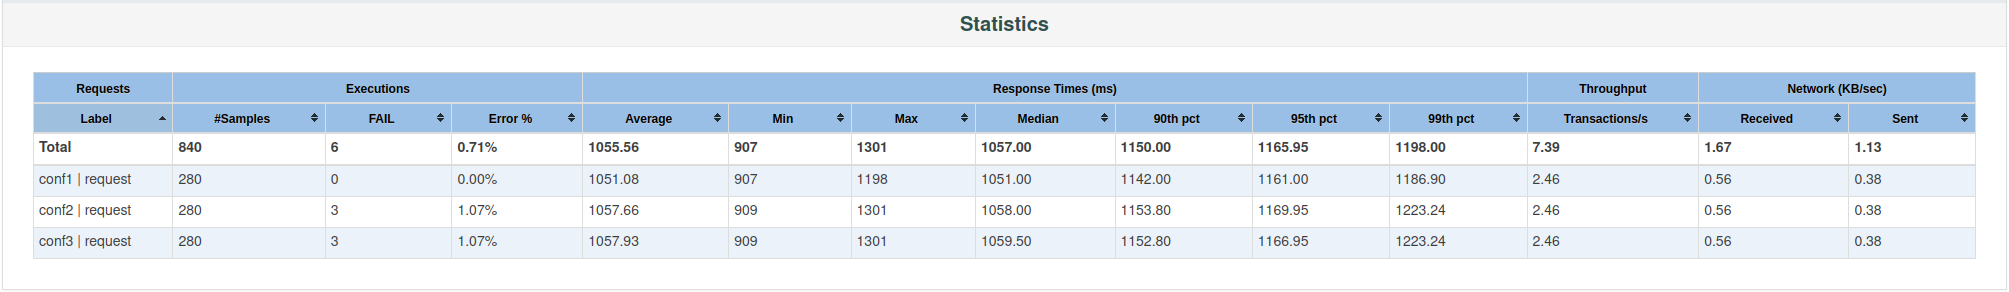 Statistics
Requests Executions Response Times (ms) Throughput Network (KB/sec)
Label #Samples FAIL Error % Average Min Max Median 90th pct 95th pct 99th pct Transactions/s Received Sent
Total 840 6 0.71% 1055.56 907 1301 1057.00 1150.00 1165.95 1198.00 7.39 1.67 1.13
conf1 | request 280 0 0.00% 1051.08 907 1198 1051.00 1142.00 1161.00 1186.90 2.46 0.56 0.38
conf2 | request 280 3 1.07% 1057.66 909 1301 1058.00 1153.80 1169.95 1223.24 2.46 0.56 0.38
conf3 | request 280 3 1.07% 1057.93 909 1301 1059.50 1152.80 1166.95 1223.24 2.46 0.56 0.38